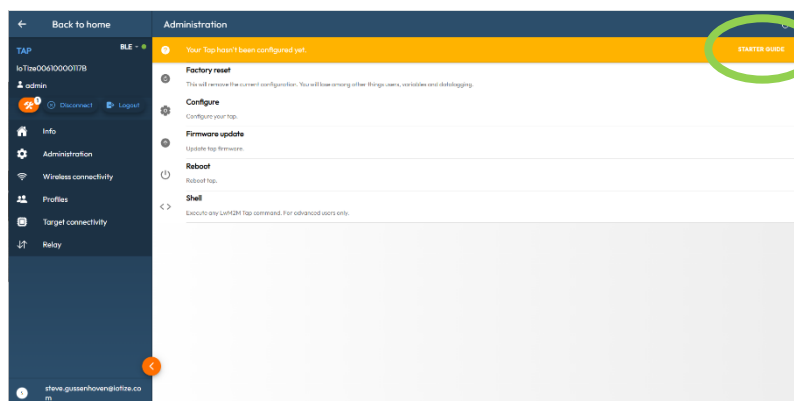 Back to home
Administration
TAP
BLE
IoTize00610000117B
admin
Disconnect
Logout
Info
Administration
Wireless connectivity
Profiles
Target connectivity
Relay
steve.gussenhoven@iotize.co
m
Your Tap hasn't been configured yet.
STARTER GUIDE
Factory reset
This will remove the current configuration. You will lose among other things users, variables and datalogging.
Configure
Configure your tap.
Firmware update
Update tap firmware.
Reboot
Reboot tap.
Shell
Execute any LwM2M Tap command. For advanced users only.